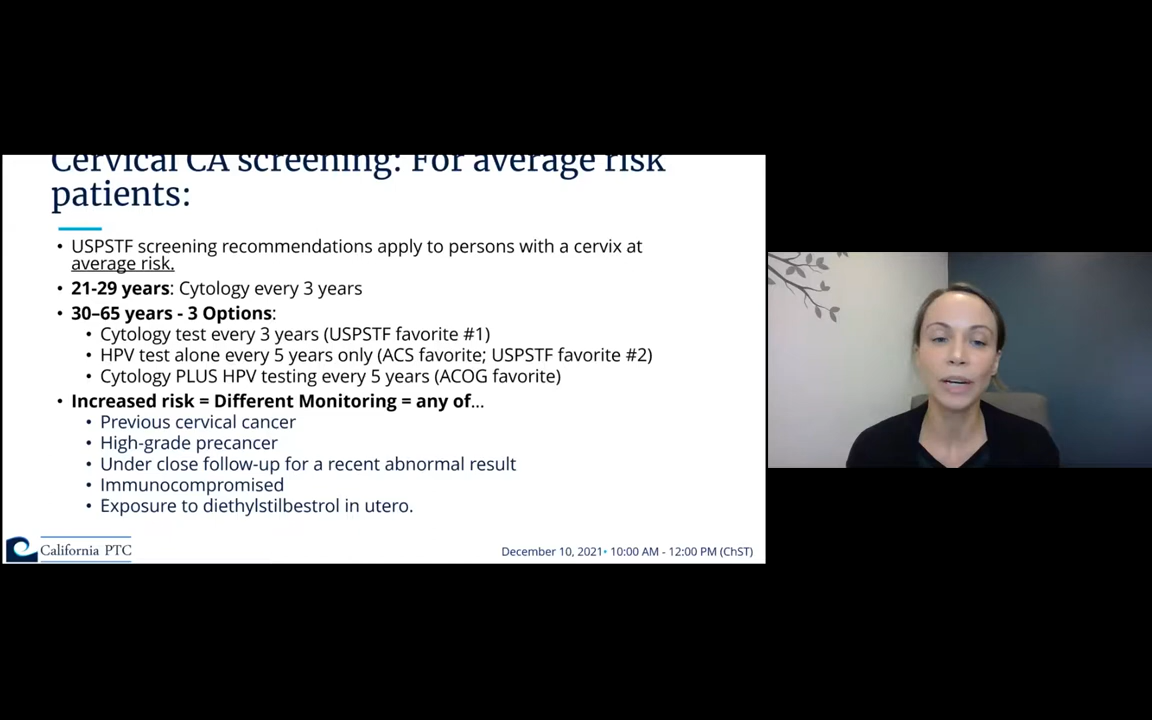 Cervical CA screening: For average risk
patients:
• USPSTF screening recommendations apply to persons with a cervix at
average risk.
• 21-29 years: Cytology every 3 years
• 30–65 years - 3 Options:
• Cytology test every 3 years (USPSTF favorite #1)
• HPV test alone every 5 years only (ACS favorite; USPSTF favorite #2)
• Cytology PLUS HPV testing every 5 years (ACOG favorite)
• Increased risk = Different Monitoring = any of...
• Previous cervical cancer
• High-grade precancer
• Under close follow-up for a recent abnormal result
• Immunocompromised
• Exposure to diethylstilbestrol in utero.
California PTC
December 10, 2021• 10:00 AM - 12:00 PM (ChST)